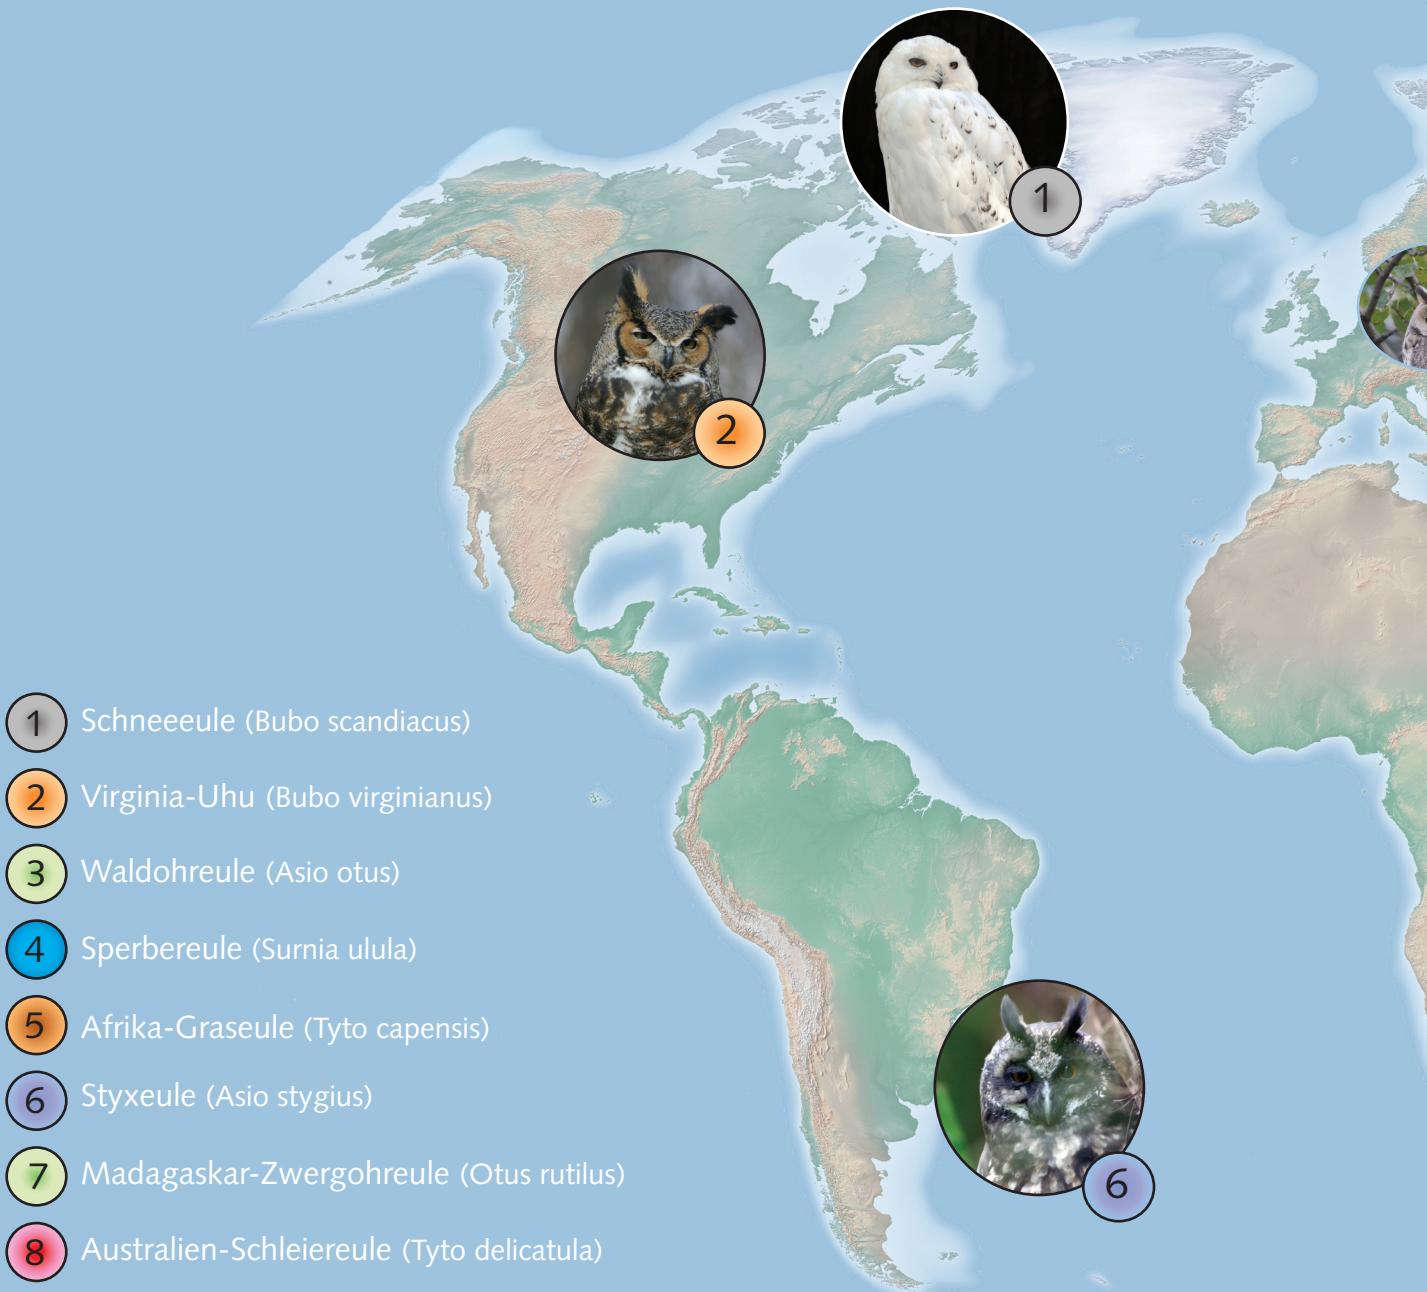 1
2
1 Schneeeule (Bubo scandiacus)
2 Virginia-Uhu (Bubo virginianus)
3 Waldohreule (Asio otus)
4 Sperbereule (Surnia ulula)
5 Afrika-Graseule (Tyto capensis)
6 Styxeule (Asio stygius)
7 Madagaskar-Zwergohreule (Otus rutilus)
8 Australien-Schleiereule (Tyto delicatula)
6